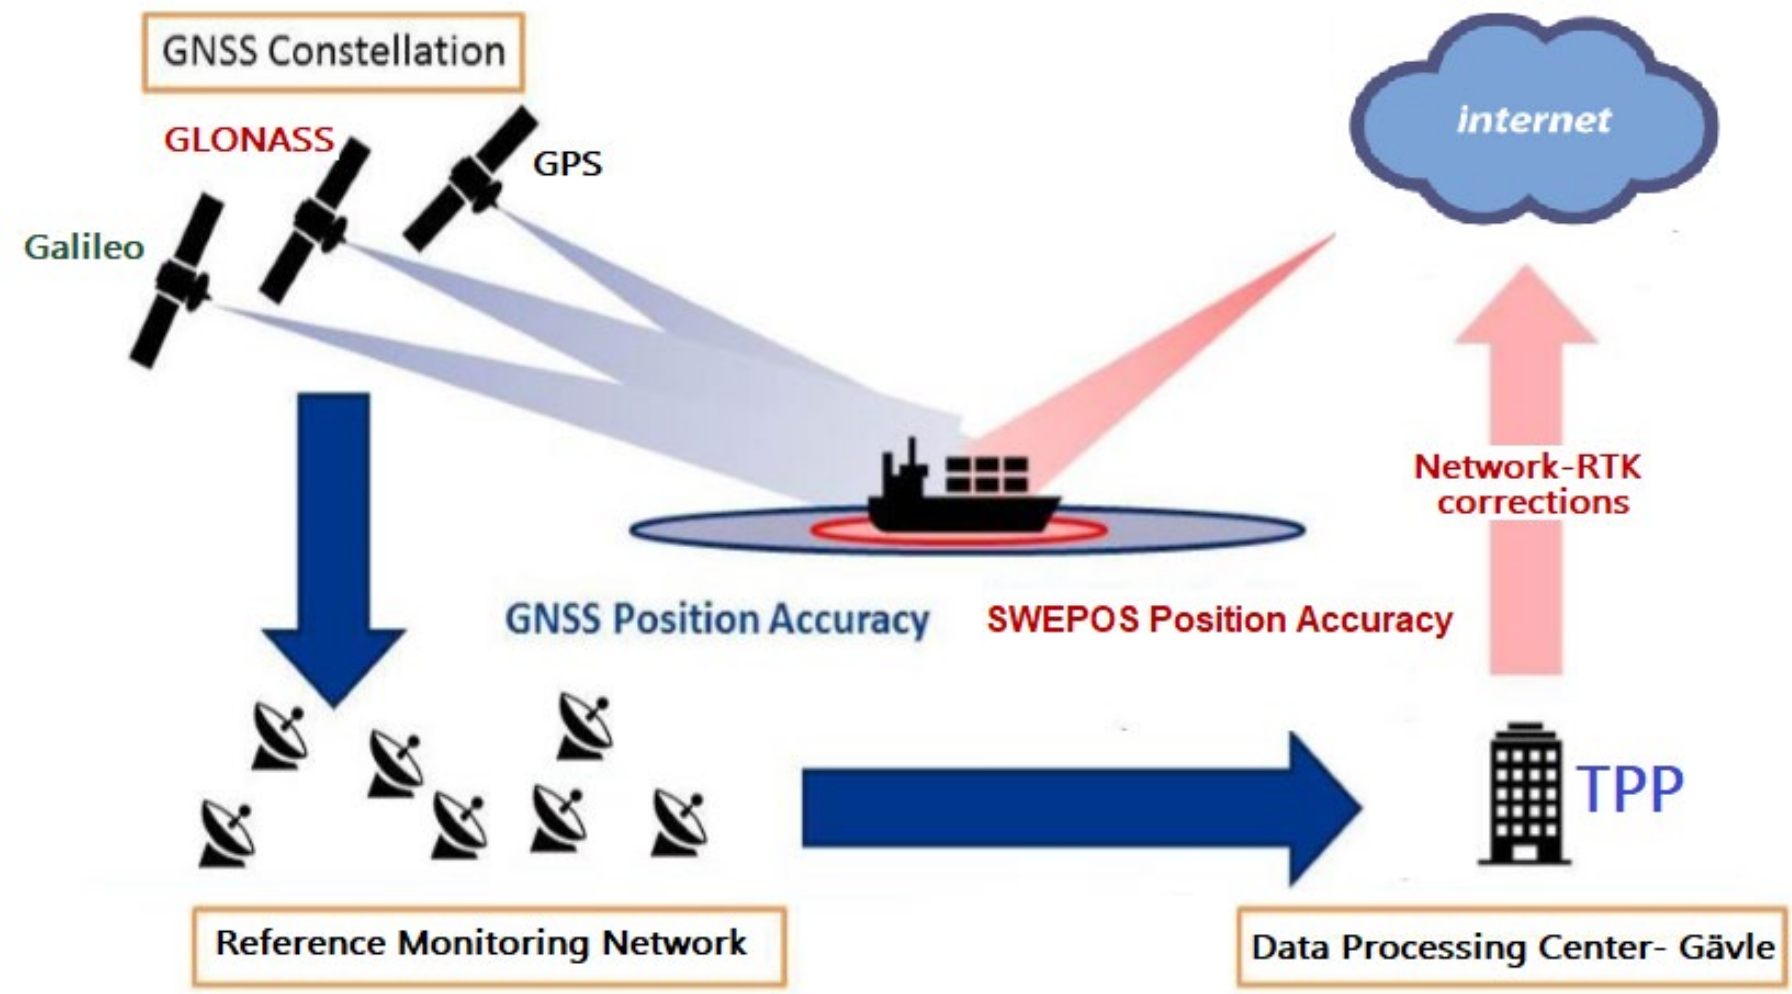 GNSS Constellation
GLONASS
GPS
Galileo
internet
Network-RTK
corrections
GNSS Position Accuracy
SWEPOS Position Accuracy
TPP
Reference Monitoring Network
Data Processing Center- Gävle